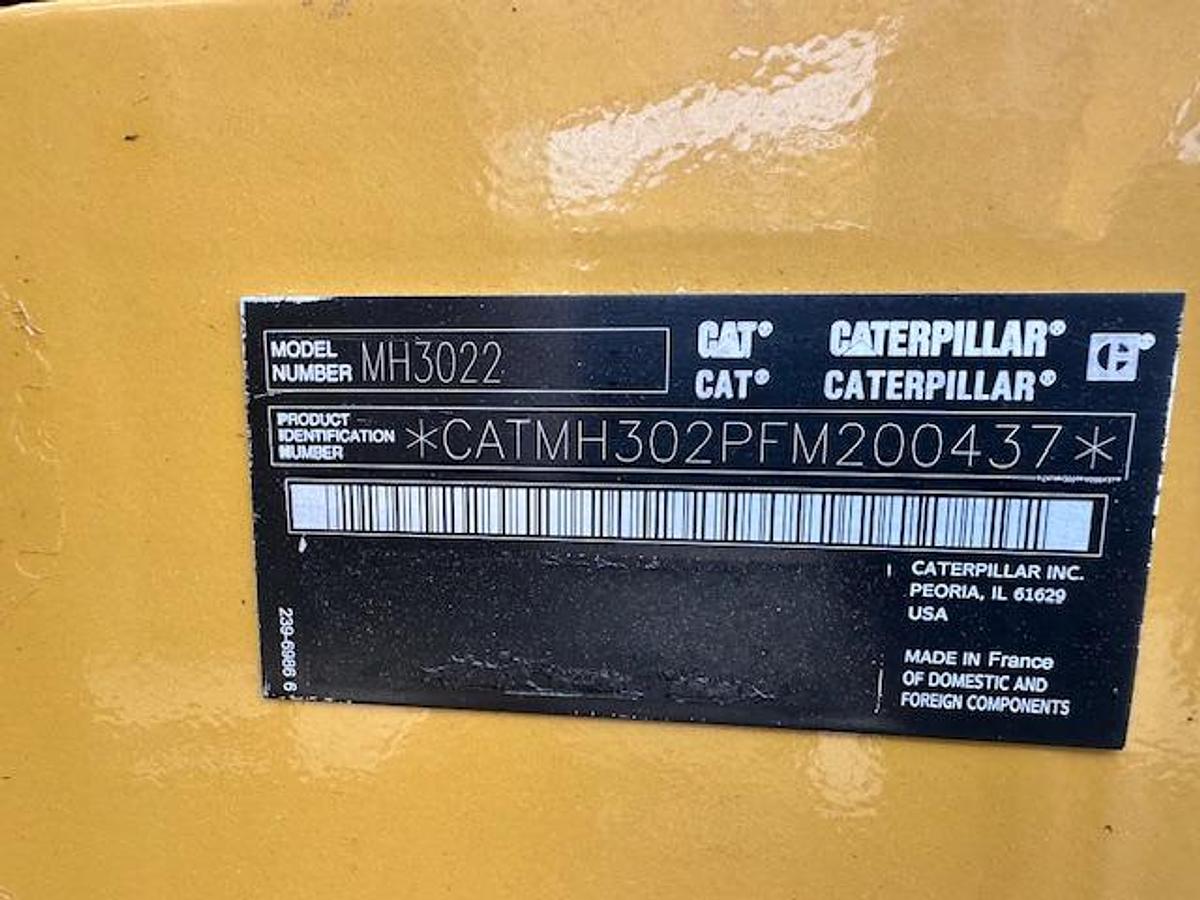 MODEL
NUMBER MH3022
CAT® CATERPILLAR®
CAT® CATERPILLAR®
PRODUCT
IDENTIFICATION
NUMBER
*CATMH302PFM200437*
CATERPILLAR INC.
PEORIA, IL 61629
USA
MADE IN France
OF DOMESTIC AND
FOREIGN COMPONENTS
239-6986 6